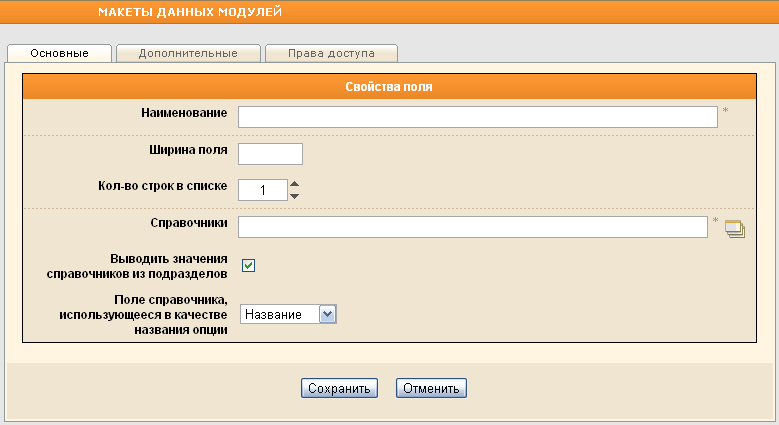 МАКЕТЫ ДАННЫХ МОДУЛЕЙ
Основные Дополнительные Права доступа
Свойства поля
Наименование *
Ширина поля
Кол-во строк в списке 1
Справочники *
Выводить значения
справочников из подразделов
Поле справочника,
использующееся в качестве Название
названия опции
Сохранить Отменить